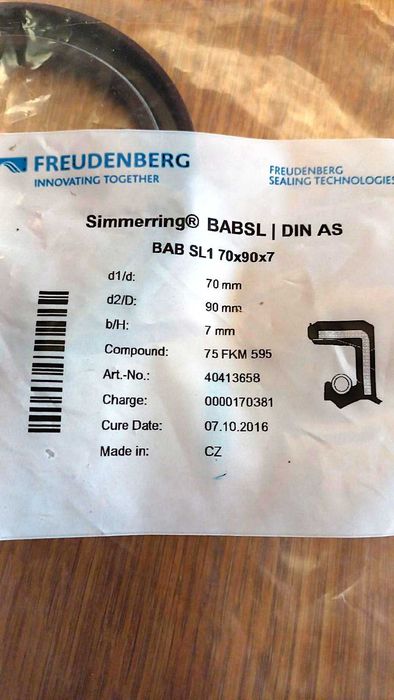 FREUDENBERG
INNOVATING TOGETHER
FREUDENBERG
SEALING TECHNOLOGIES
Simmerring® BABSL | DIN AS
BAB SL1 70x90x7
d1/d: 70 mm
d2/D: 90 mm
b/H: 7 mm
Compound: 75 FKM 595
Art.-No.: 40413658
Charge: 0000170381
Cure Date: 07.10.2016
Made in: CZ